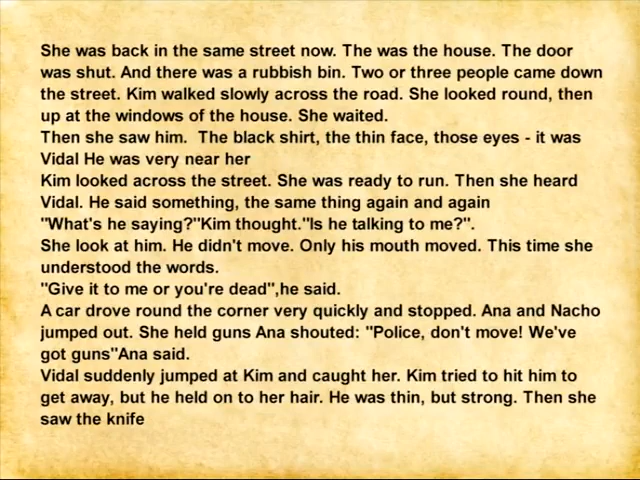 She was back in the same street now. The was the house. The door
was shut. And there was a rubbish bin. Two or three people came down
the street. Kim walked slowly across the road. She looked round, then
up at the windows of the house. She waited.
Then she saw him.  The black shirt, the thin face, those eyes - it was
Vidal He was very near her
Kim looked across the street. She was ready to run. Then she heard
Vidal. He said something, the same thing again and again
"What's he saying?"Kim thought."Is he talking to me?".
She look at him. He didn't move. Only his mouth moved. This time she
understood the words.
"Give it to me or you're dead",he said.
A car drove round the corner very quickly and stopped. Ana and Nacho
jumped out. She held guns Ana shouted: "Police, don't move! We've
got guns"Ana said.
Vidal suddenly jumped at Kim and caught her. Kim tried to hit him to
get away, but he held on to her hair. He was thin, but strong. Then she
saw the knife